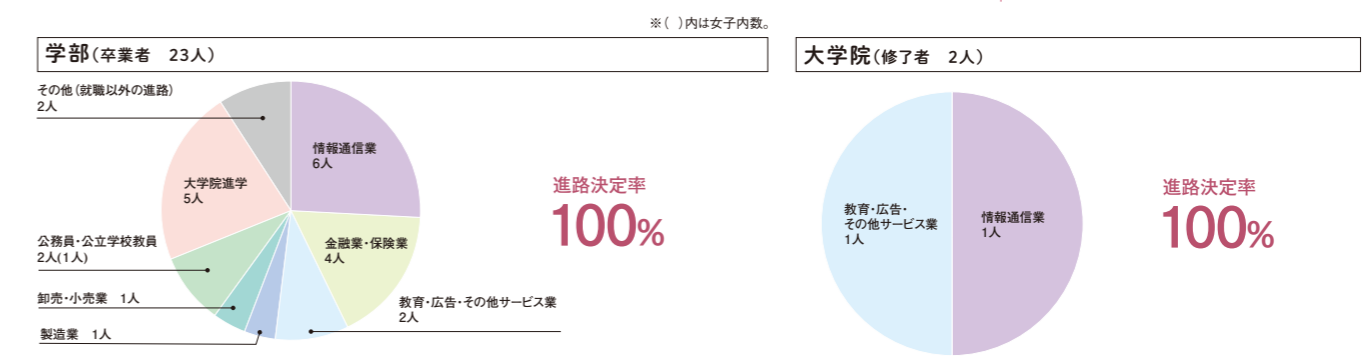 ※（ ）内は女子内数。
学部（卒業者　23人）
その他（就職以外の進路）
2人
情報通信業
6人
大学院進学
5人
金融業・保険業
4人
公務員・公立学校教員
2人(1人)
卸売・小売業　1人
製造業　1人
教育・広告・その他サービス業
2人
進路決定率
100%
大学院（修了者　2人）
教育・広告・
その他サービス業
1人
情報通信業
1人
進路決定率
100%